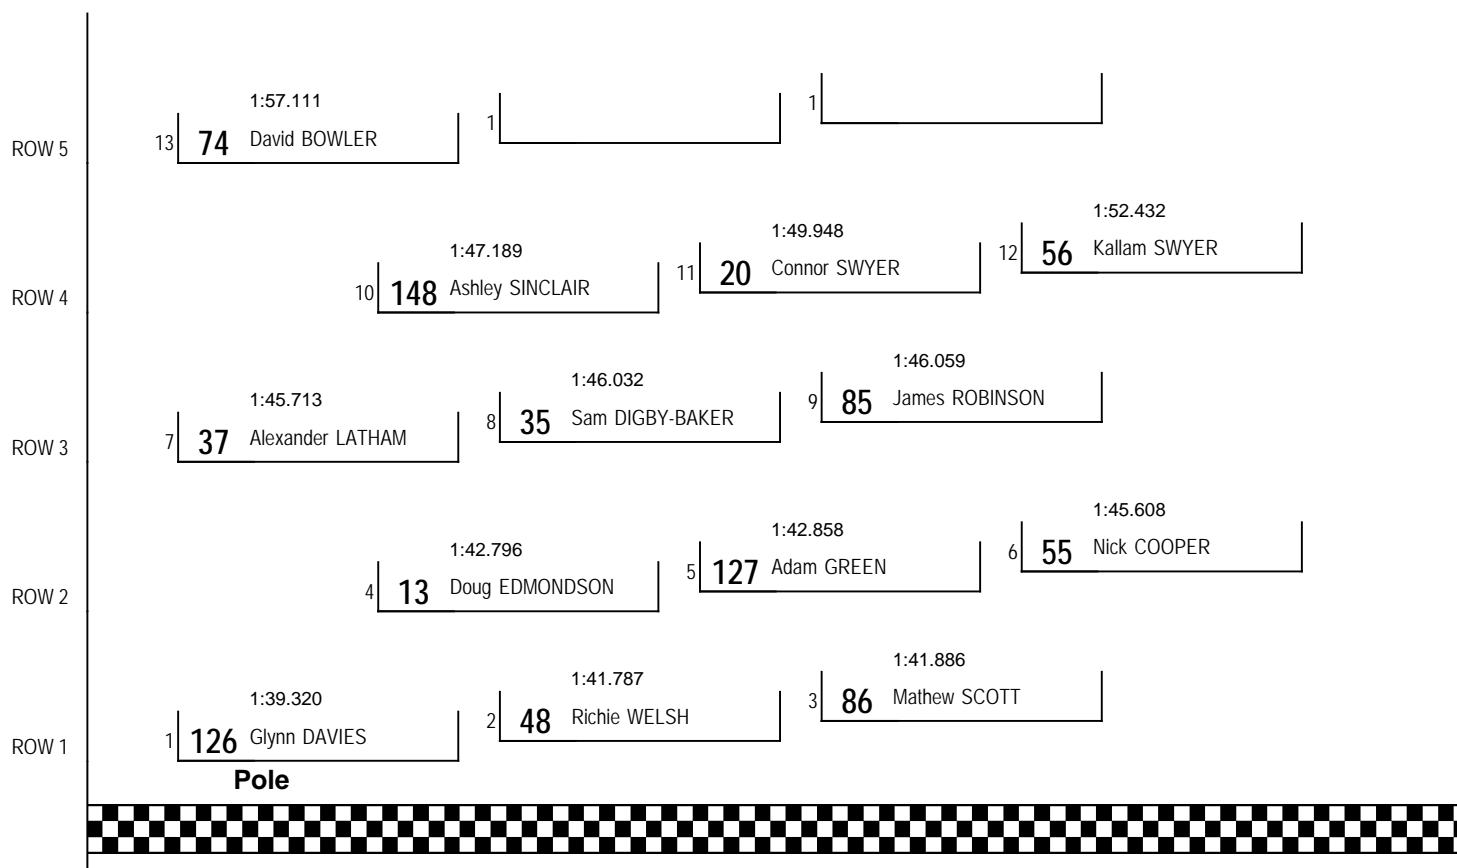 1:57.111
ROW 5 13 74 David BOWLER 1 1
1:47.189 1:49.948 1:52.432
ROW 4 10 148 Ashley SINCLAIR 11 20 Connor SWYER 12 56 Kallam SWYER
1:45.713 1:46.032 1:46.059
ROW 3 7 37 Alexander LATHAM 8 35 Sam DIGBY-BAKER 9 85 James ROBINSON
1:42.796 1:42.858 1:45.608
ROW 2 4 13 Doug EDMONDSON 5 127 Adam GREEN 6 55 Nick COOPER
1:39.320 1:41.787 1:41.886
ROW 1 1 126 Glynn DAVIES 2 48 Richie WELSH 3 86 Mathew SCOTT
Pole